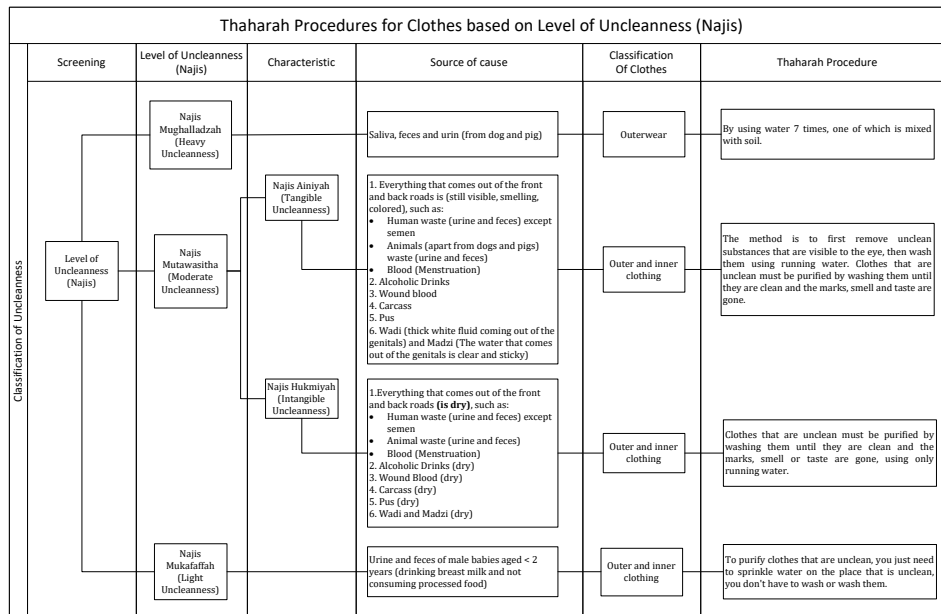 Thaharah Procedures for Clothes based on Level of Uncleanness (Najis)
Screening
Level of Uncleanness
(Najis)
Characteristic
Source of cause
Classification
Of Clothes
Thaharah Procedure
Classification of Uncleanness
Level of
Uncleanness
(Najis)
Najis
Mughalladzah
(Heavy
Uncleanness)
Saliva, feces and urin (from dog and pig)
Outerwear
By using water 7 times, one of which is mixed
with soil.
Najis
Mutawasitha
(Moderate
Uncleanness)
Najis Ainiyah
(Tangible
Uncleanness)
1. Everything that comes out of the front
and back roads is (still visible, smelling,
colored), such as:
• Human waste (urine and feces) except
semen
• Animals (apart from dogs and pigs)
waste (urine and feces)
• Blood (Menstruation)
2. Alcoholic Drinks
3. Wound blood
4. Carcass
5. Pus
6. Wadi (thick white fluid coming out of the
genitals) and Madzi (The water that comes
out of the genitals is clear and sticky)
Outer and inner
clothing
The method is to first remove unclean
substances that are visible to the eye, then wash
them using running water. Clothes that are
unclean must be purified by washing them until
they are clean and the marks, smell and taste are
gone.
Najis Hukmiyah
(Intangible
Uncleanness)
1.Everything that comes out of the front
and back roads (is dry), such as:
• Human waste (urine and feces) except
semen
• Animal waste (urine and feces)
• Blood (Menstruation)
2. Alcoholic Drinks (dry)
3. Wound Blood (dry)
4. Carcass (dry)
5. Pus (dry)
6. Wadi and Madzi (dry)
Outer and inner
clothing
Clothes that are unclean must be purified by
washing them until they are clean and the
marks, smell or taste are gone, using only
running water.
Najis
Mukafaffah
(Light
Uncleanness)
Urine and feces of male babies aged < 2
years (drinking breast milk and not
consuming processed food)
Outer and inner
clothing
To purify clothes that are unclean, you just need
to sprinkle water on the place that is unclean,
you don't have to wash or wash them.